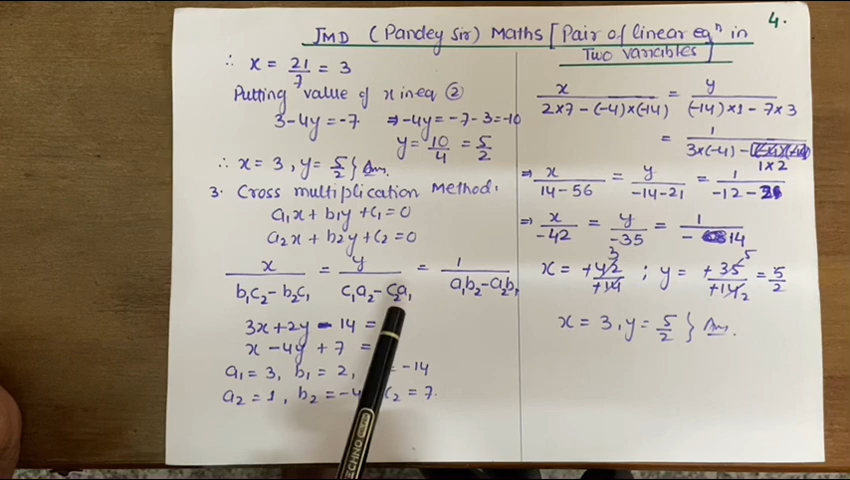 4.
JMD (Pandey Sir) Maths [Pair of linear eqⁿ in
Two variables]
∴ x = 21/7 = 3
Putting value of x in eq ②
3-4y = -7 ⇒ -4y = -7-3 = -10
y = 10/4 = 5/2
∴ x = 3, y = 5/2 } Ans.
3. Cross multiplication Method.
a₁x + b₁y + c₁ = 0
a₂x + b₂y + c₂ = 0
x/(b₁c₂ - b₂c₁) = y/(c₁a₂ - c₂a₁) = 1/(a₁b₂ - a₂b₁)
3x + 2y - 14 =
x - 4y + 7 =
a₁ = 3, b₁ = 2, = -14
a₂ = 1, b₂ = -4 c₂ = 7.
x/(2×7 - (-4)×(-14)) = y/((-14)×1 - 7×3)
= 1/(3×(-4) - 1×2)
⇒ x/(14-56) = y/(-14-21) = 1/(-12-2)
⇒ x/-42 = y/-35 = 1/-14
x = +42/+14 3 ; y = +35/+14 5/2 = 5/2
x = 3, y = 5/2 } Ans.
TECHNO